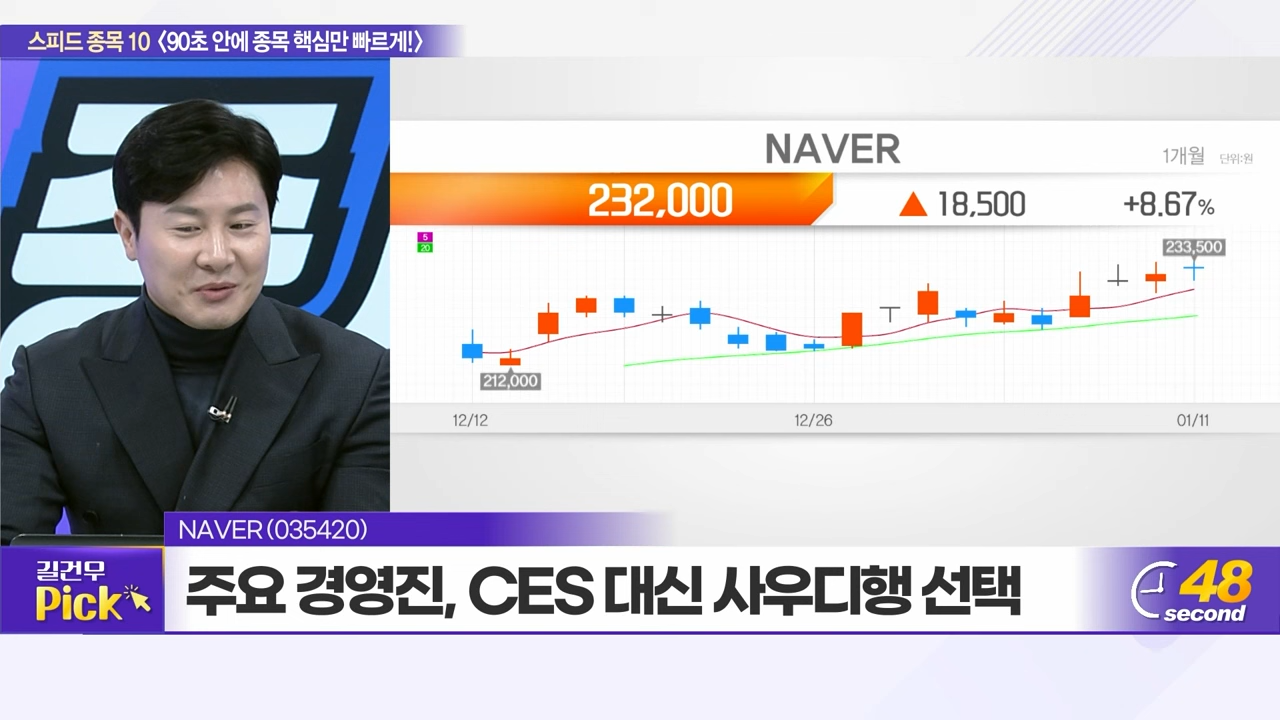 스피드 종목 10 〈90초 안에 종목 핵심만 빠르게!〉
NAVER
1개월 단위:원
232,000 ▲ 18,500 +8.67%
5
20
233,500
212,000
12/12 12/26 01/11
NAVER(035420)
길건무
Pick
주요 경영진, CES 대신 사우디행 선택
48
second